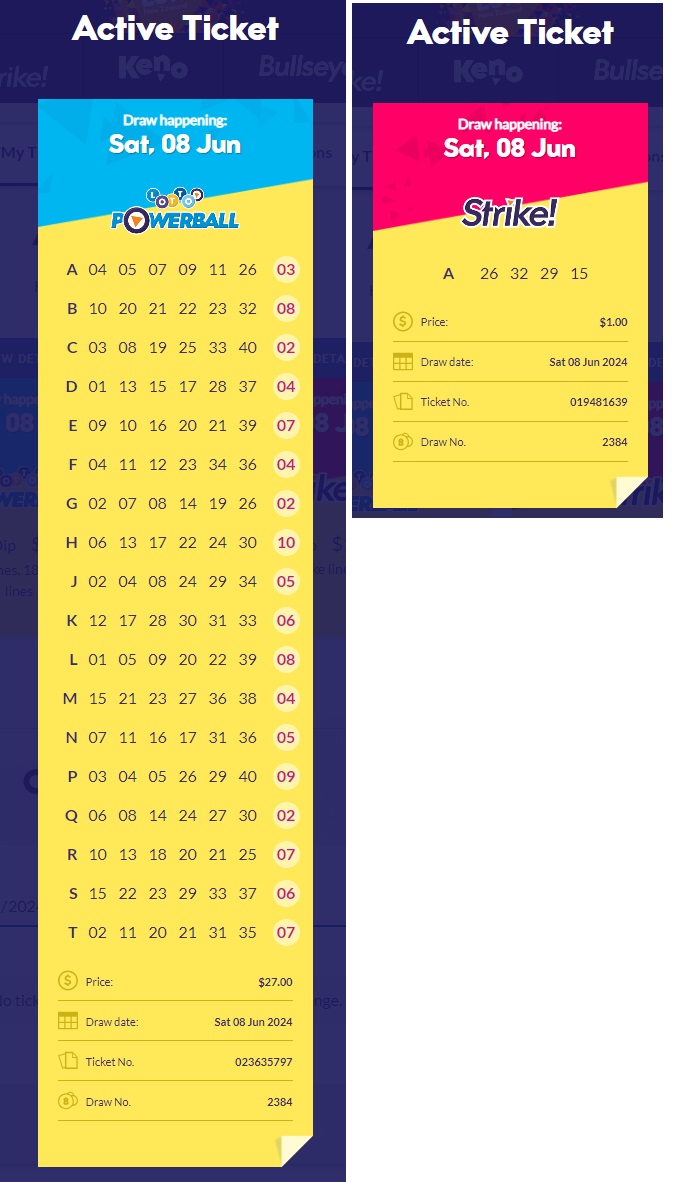 Active Ticket
Keno
Bullseye
rike!
Draw happening:
Sat, 08 Jun
LOTTO
POWERBALL
A 04 05 07 09 11 26 03
B 10 20 21 22 23 32 08
C 03 08 19 25 33 40 02
D 01 13 15 17 28 37 04
E 09 10 16 20 21 39 07
F 04 11 12 23 34 36 04
G 02 07 08 14 19 26 02
H 06 13 17 22 24 30 10
J 02 04 08 24 29 34 05
K 12 17 28 30 31 33 06
L 01 05 09 20 22 39 08
M 15 21 23 27 36 38 04
N 07 11 16 17 31 36 05
P 03 04 05 26 29 40 09
Q 06 08 14 24 27 30 02
R 10 13 18 20 21 25 07
S 15 22 23 29 33 37 06
T 02 11 20 21 31 35 07
Price: $27.00
Draw date: Sat 08 Jun 2024
Ticket No. 023635797
Draw No. 2384
Active Ticket
Keno
Draw happening:
Sat, 08 Jun
Strike!
A 26 32 29 15
Price: $1.00
Draw date: Sat 08 Jun 2024
Ticket No. 019481639
Draw No. 2384